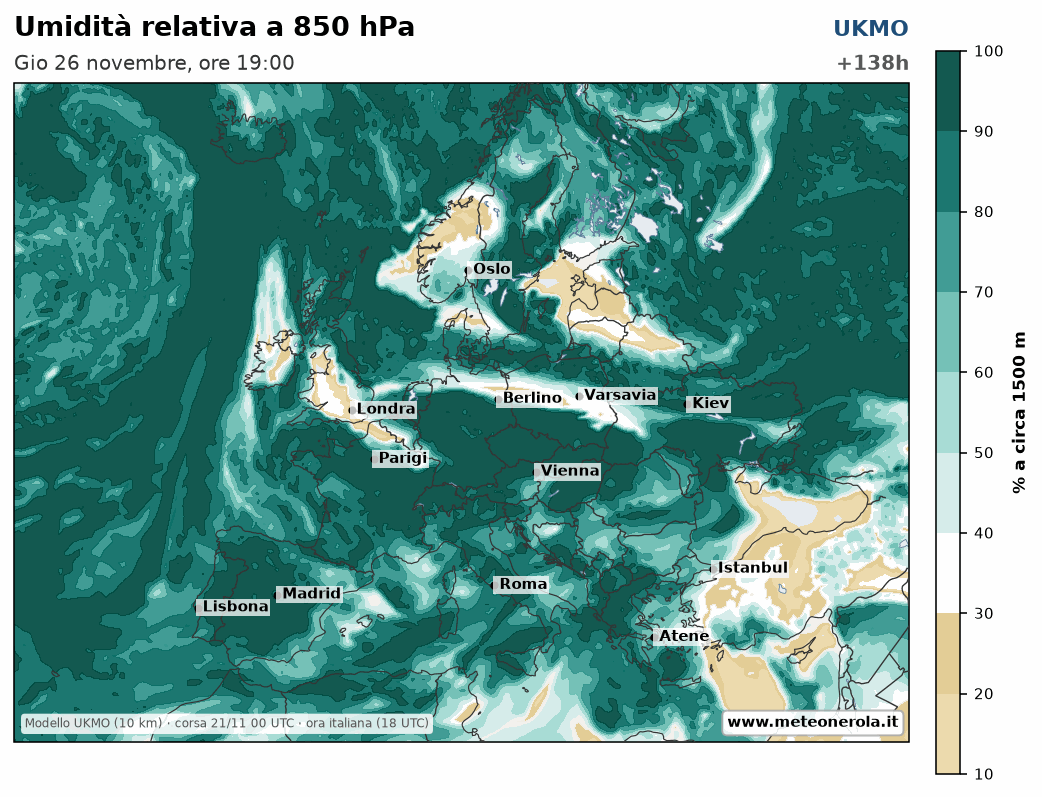 Umidità relativa a 850 hPa
UKMO
Gio 26 novembre, ore 19:00
+138h
100
90
80
70
60
50
40
30
20
10
% a circa 1500 m
Oslo
Londra
Berlino
Varsavia
Kiev
Parigi
Vienna
Istanbul
Roma
Madrid
Lisbona
Atene
Modello UKMO (10 km) · corsa 21/11 00 UTC · ora italiana (18 UTC)
www.meteonerola.it